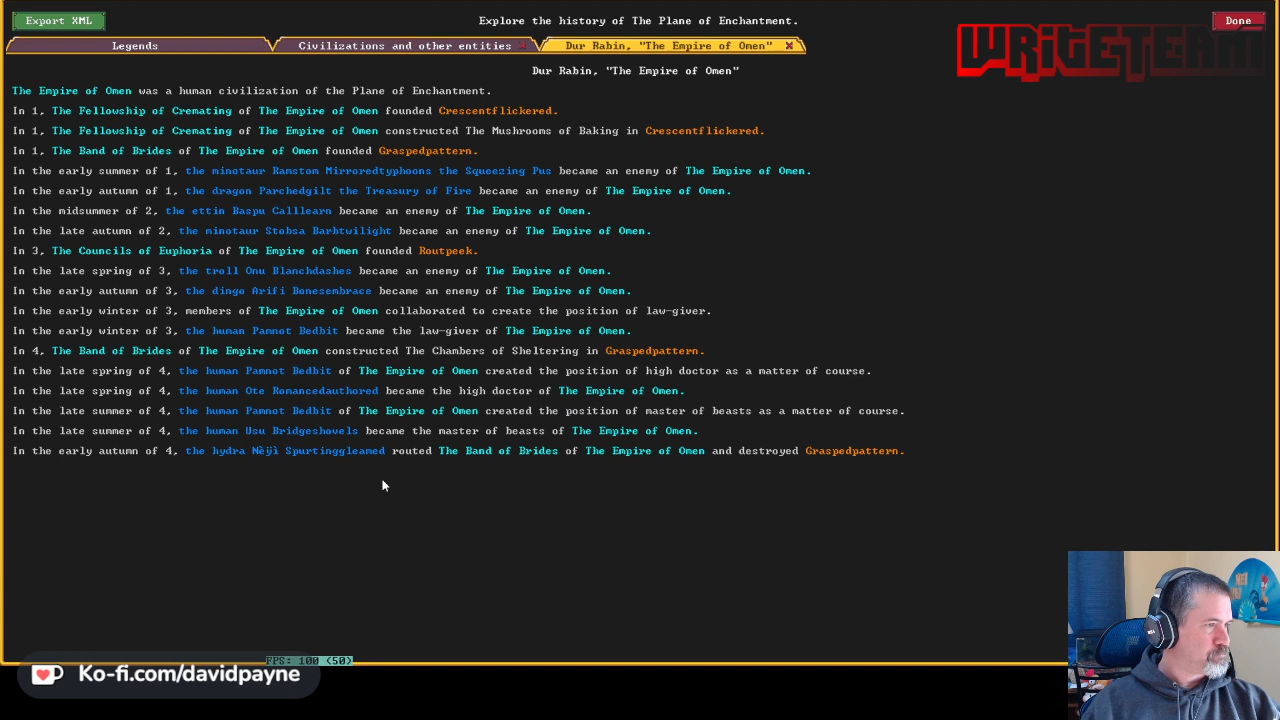 Export XML
Explore the history of The Plane of Enchantment.
Done
Legends
Civilizations and other entities
Dur Rabin, "The Empire of Omen"
WRITETEAM
Dur Rabin, "The Empire of Omen"
The Empire of Omen was a human civilization of the Plane of Enchantment.
In 1, The Fellowship of Cremating of The Empire of Omen founded Crescentflickered.
In 1, The Fellowship of Cremating of The Empire of Omen constructed The Mushrooms of Baking in Crescentflickered.
In 1, The Band of Brides of The Empire of Omen founded Graspedpattern.
In the early summer of 1, the minotaur Ramstom Mirroredtyphoons the Squeezing Pus became an enemy of The Empire of Omen.
In the early autumn of 1, the dragon Parchedgilt the Treasury of Fire became an enemy of The Empire of Omen.
In the midsummer of 2, the ettin Baspu Calllearn became an enemy of The Empire of Omen.
In the late autumn of 2, the minotaur Stobsa Barbtwilight became an enemy of The Empire of Omen.
In 3, The Councils of Euphoria of The Empire of Omen founded Routpeek.
In the late spring of 3, the troll Onu Blanchdashes became an enemy of The Empire of Omen.
In the early autumn of 3, the dingo Arifi Bonesembrace became an enemy of The Empire of Omen.
In the early winter of 3, members of The Empire of Omen collaborated to create the position of law-giver.
In the early winter of 3, the human Pamnot Bedbit became the law-giver of The Empire of Omen.
In 4, The Band of Brides of The Empire of Omen constructed The Chambers of Sheltering in Graspedpattern.
In the late spring of 4, the human Pamnot Bedbit of The Empire of Omen created the position of high doctor as a matter of course.
In the late spring of 4, the human Ote Romancedauthored became the high doctor of The Empire of Omen.
In the late summer of 4, the human Pamnot Bedbit of The Empire of Omen created the position of master of beasts as a matter of course.
In the late summer of 4, the human Usu Bridgeshovels became the master of beasts of The Empire of Omen.
In the early autumn of 4, the hydra Nèÿì Spurtinggleamed routed The Band of Brides of The Empire of Omen and destroyed Graspedpattern.
FPS: 100 (50)
Ko-fi.com/davidpayne